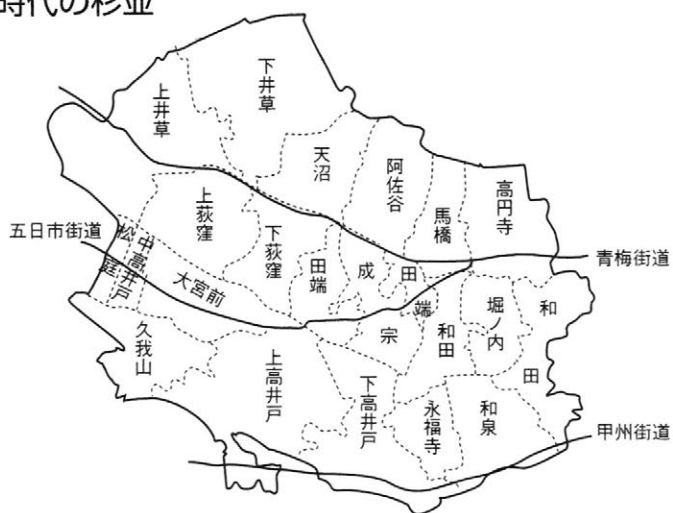 時代の杉並
下井草
上井草
天沼
阿佐谷
高円寺
馬橋
上荻窪
下荻窪
田端
成
田
端
宗
五日市街道
松庭
中高井戸
大宮前
青梅街道
堀ノ内
和
田
和田
久我山
上高井戸
下高井戸
永福寺
和泉
甲州街道